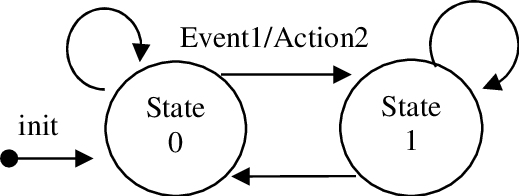 Event1/Action2
State
0
State
1
init